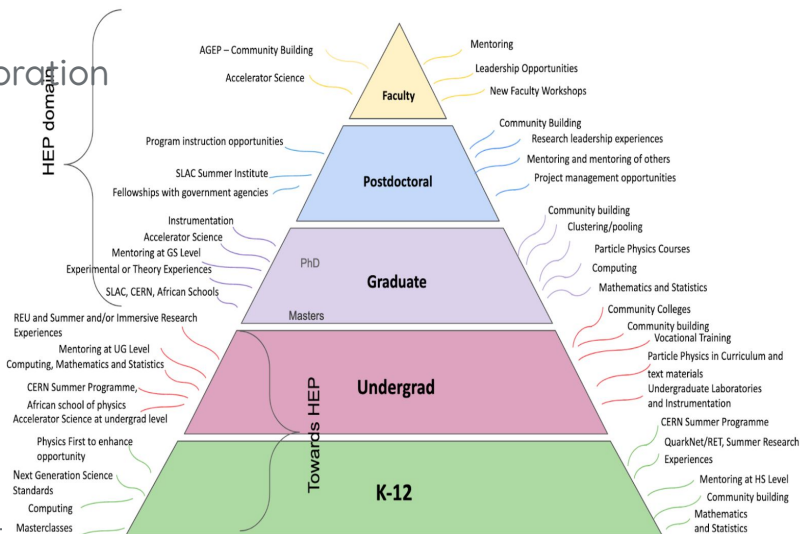 oration
HEP domain
AGEP – Community Building
Accelerator Science
Faculty
Mentoring
Leadership Opportunities
New Faculty Workshops
Program instruction opportunities
SLAC Summer Institute
Fellowships with government agencies
Postdoctoral
Community Building
Research leadership experiences
Mentoring and mentoring of others
Project management opportunities
Instrumentation
Accelerator Science
Mentoring at GS Level
Experimental or Theory Experiences
SLAC, CERN, African Schools
PhD
Graduate
Masters
Community building
Clustering/pooling
Particle Physics Courses
Computing
Mathematics and Statistics
REU and Summer and/or Immersive Research
Experiences
Mentoring at UG Level
Computing, Mathematics and Statistics
CERN Summer Programme,
African school of physics
Accelerator Science at undergrad level
Undergrad
Towards HEP
Community Colleges
Community building
Vocational Training
Particle Physics in Curriculum and
text materials
Undergraduate Laboratories
and Instrumentation
Physics First to enhance
opportunity
Next Generation Science
Standards
Computing
Masterclasses
K-12
CERN Summer Programme
QuarkNet/RET, Summer Research
Experiences
Mentoring at HS Level
Community building
Mathematics
and Statistics